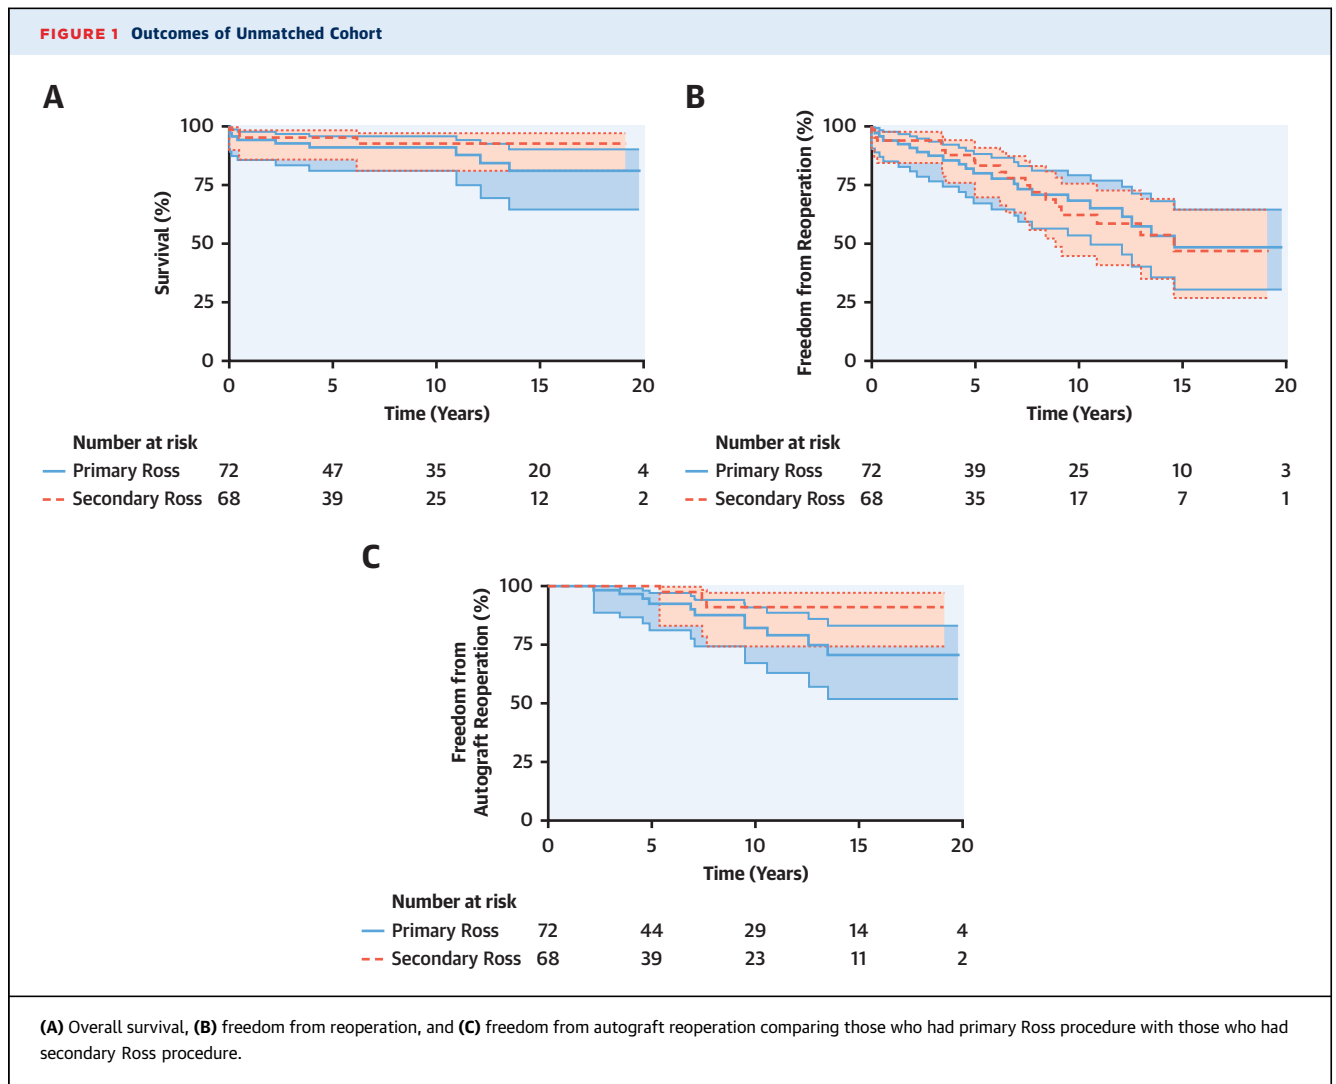 FIGURE 1 Outcomes of Unmatched Cohort
A
Survival (%)
100
75
50
25
0
0 5 10 15 20
Time (Years)
Number at risk
Primary Ross 72 47 35 20 4
Secondary Ross 68 39 25 12 2
B
Freedom from Reoperation (%)
100
75
50
25
0
0 5 10 15 20
Time (Years)
Number at risk
Primary Ross 72 39 25 10 3
Secondary Ross 68 35 17 7 1
C
Freedom from
Autograft Reoperation (%)
100
75
50
25
0
0 5 10 15 20
Time (Years)
Number at risk
Primary Ross 72 44 29 14 4
Secondary Ross 68 39 23 11 2
(A) Overall survival, (B) freedom from reoperation, and (C) freedom from autograft reoperation comparing those who had primary Ross procedure with those who had
secondary Ross procedure.